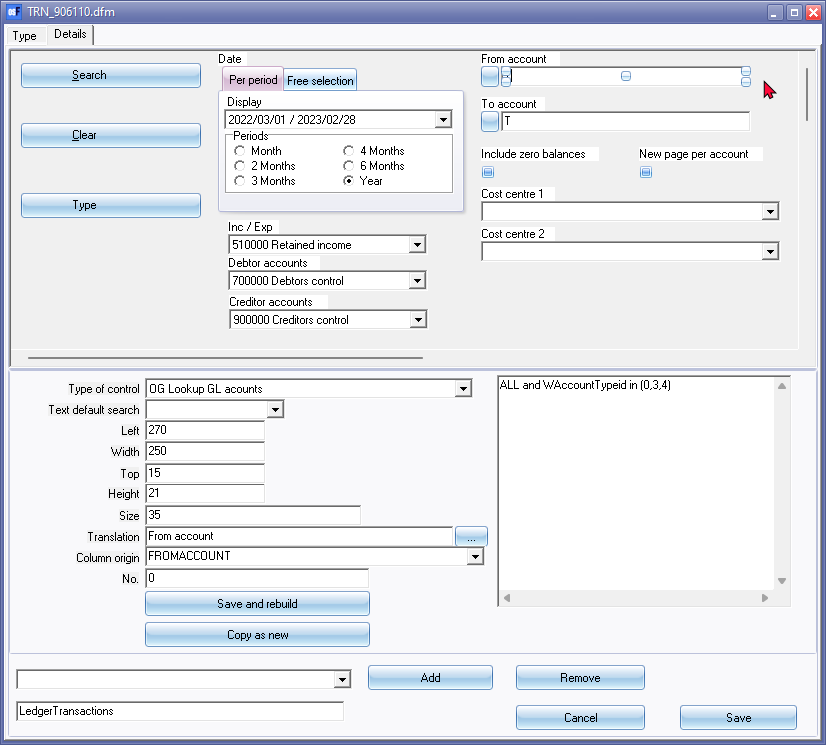 TRN_906110.dfm
Type
Details
Search
Clear
Type
Date
Per period
Free selection
Display
2022/03/01 / 2023/02/28
Periods
Month
4 Months
2 Months
6 Months
3 Months
Year
Inc / Exp
510000 Retained income
Debtor accounts
700000 Debtors control
Creditor accounts
900000 Creditors control
From account
To account
T
Include zero balances
New page per account
Cost centre 1
Cost centre 2
Type of control
OG Lookup GL acounts
Text default search
Left
270
Width
250
Top
15
Height
21
Size
35
Translation
From account
...
Column origin
FROMACCOUNT
No.
0
Save and rebuild
Copy as new
ALL and WAccountTypeid in (0,3,4)
Add
Remove
LedgerTransactions
Cancel
Save